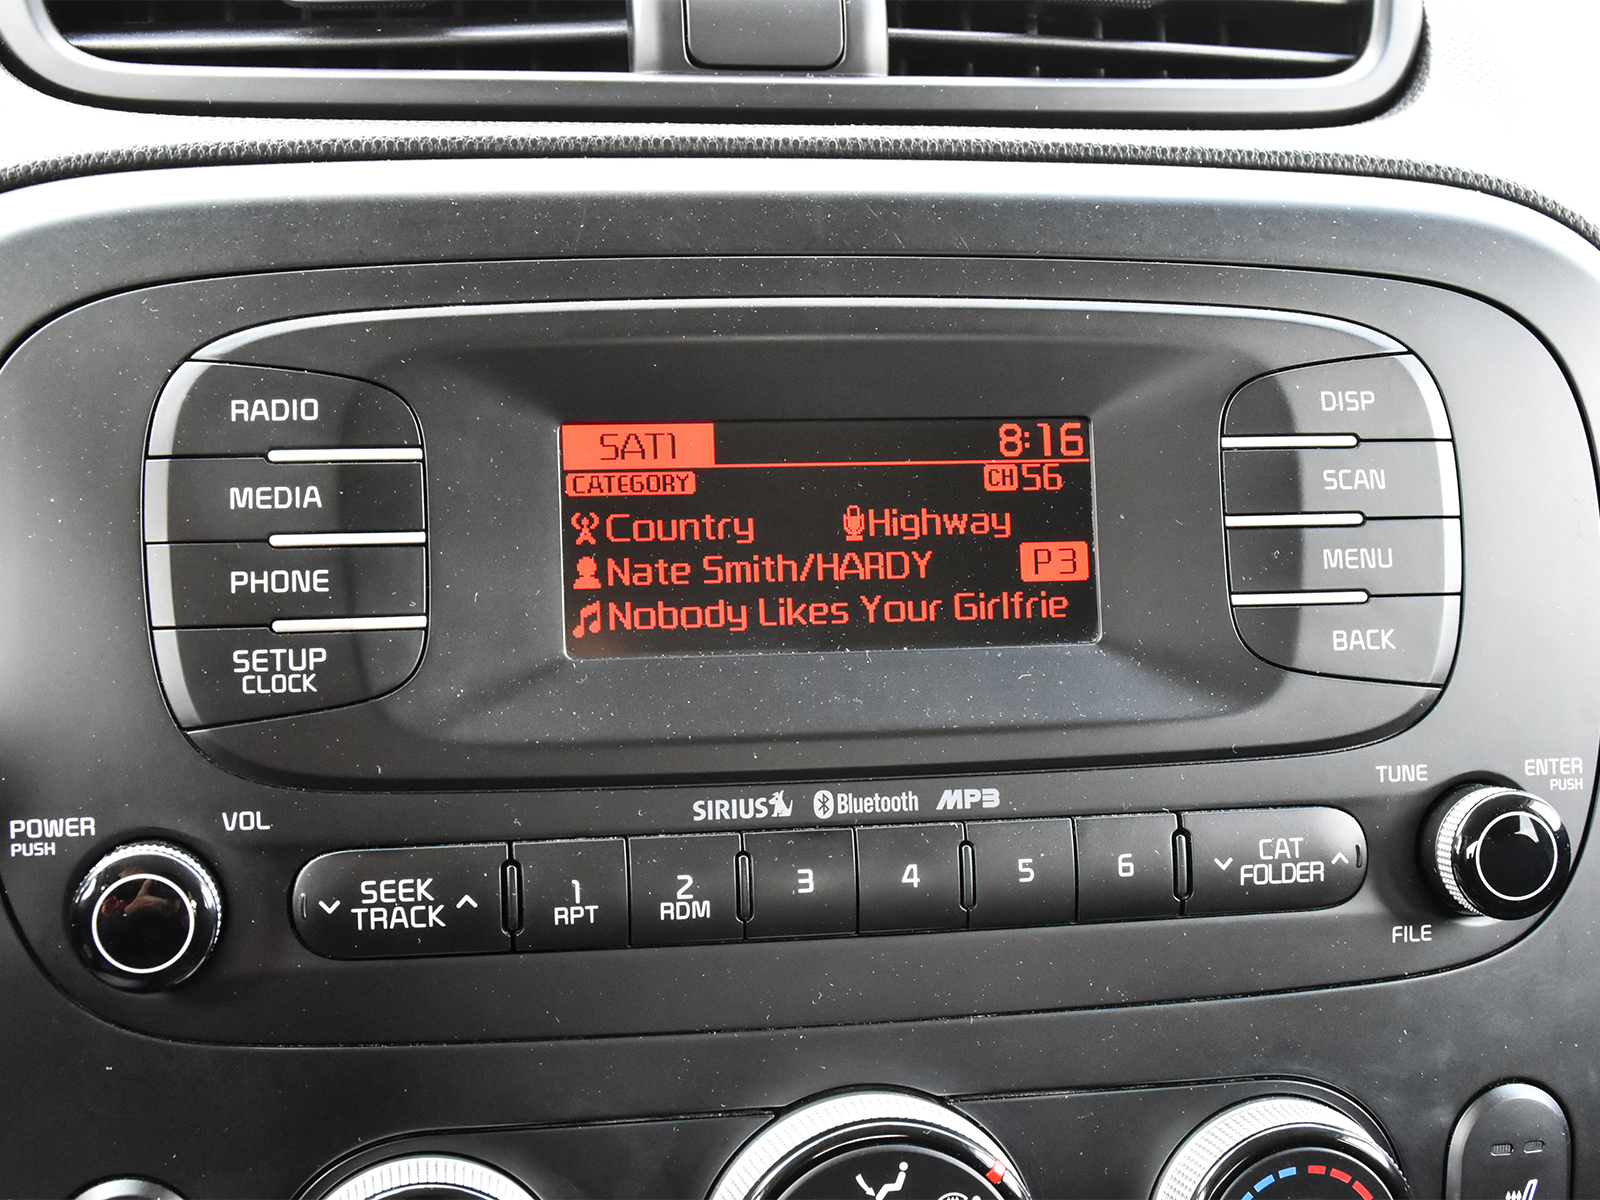 RADIO
MEDIA
PHONE
SETUP
CLOCK
SAT1
8:16
CATEGORY
CH 56
Country
Highway
Nate Smith/HARDY
P3
Nobody Likes Your Girlfrie
DISP
SCAN
MENU
BACK
POWER
PUSH
VOL
SIRIUS Bluetooth MP3
TUNE
ENTER
PUSH
SEEK
TRACK
1
RPT
2
RDM
3
4
5
6
CAT
FOLDER
FILE